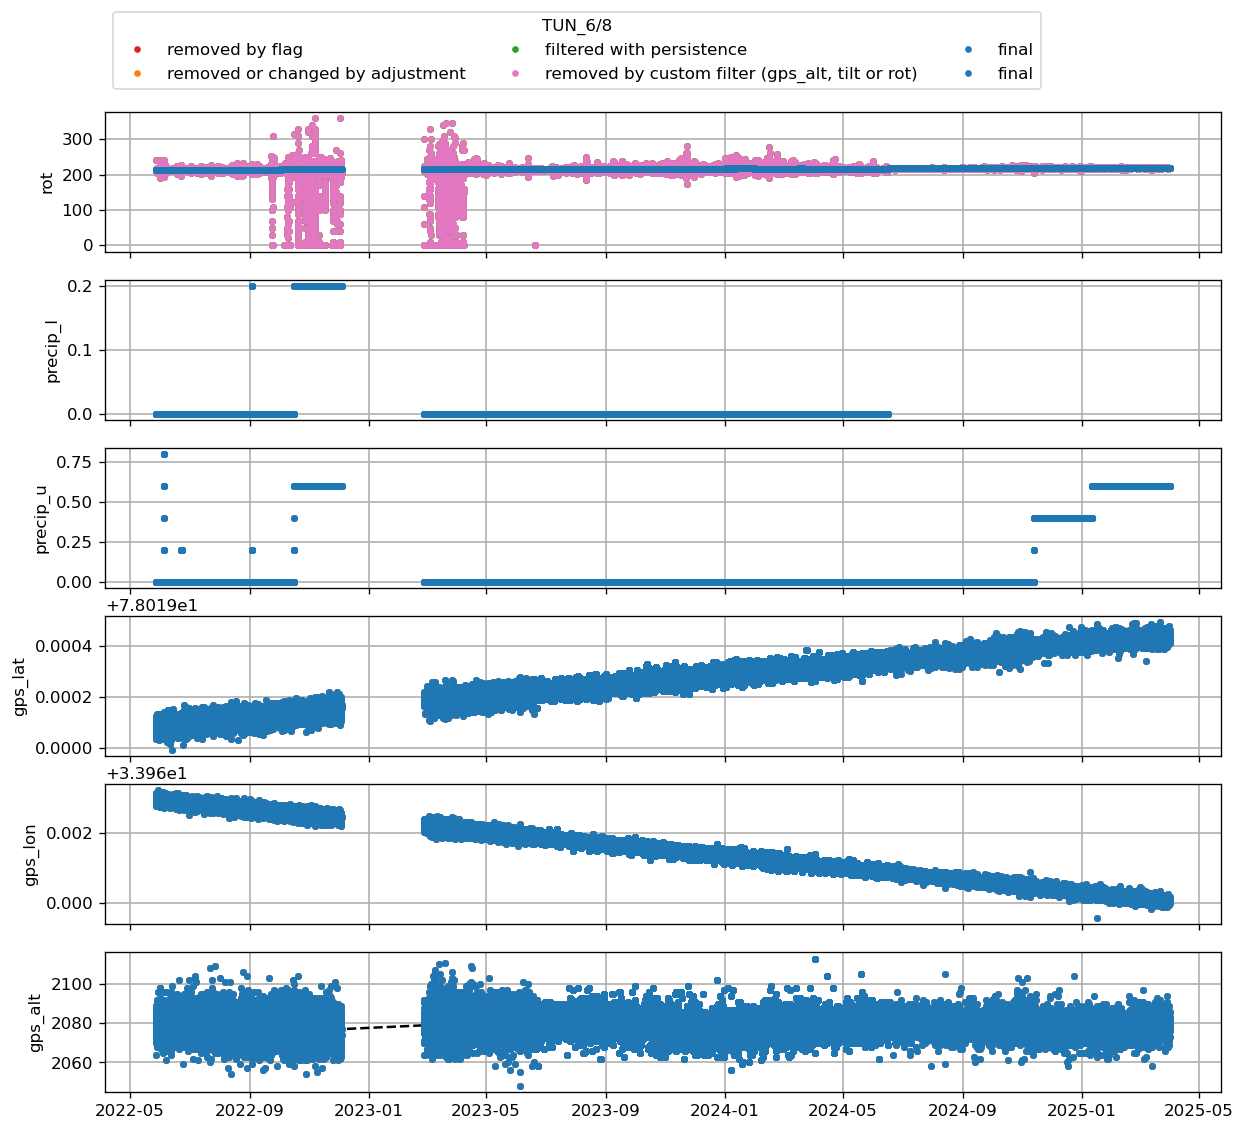 TUN_6/8
removed by flag
filtered with persistence
final
removed or changed by adjustment
removed by custom filter (gps_alt, tilt or rot)
final
300
200
100
0
rot
0.2
0.1
0.0
precip_l
0.75
0.50
0.25
0.00
precip_u
+7.8019e1
0.0004
0.0002
0.0000
gps_lat
+3.396e1
0.002
0.000
gps_lon
2100
2080
2060
gps_alt
2022-05 2022-09 2023-01 2023-05 2023-09 2024-01 2024-05 2024-09 2025-01 2025-05